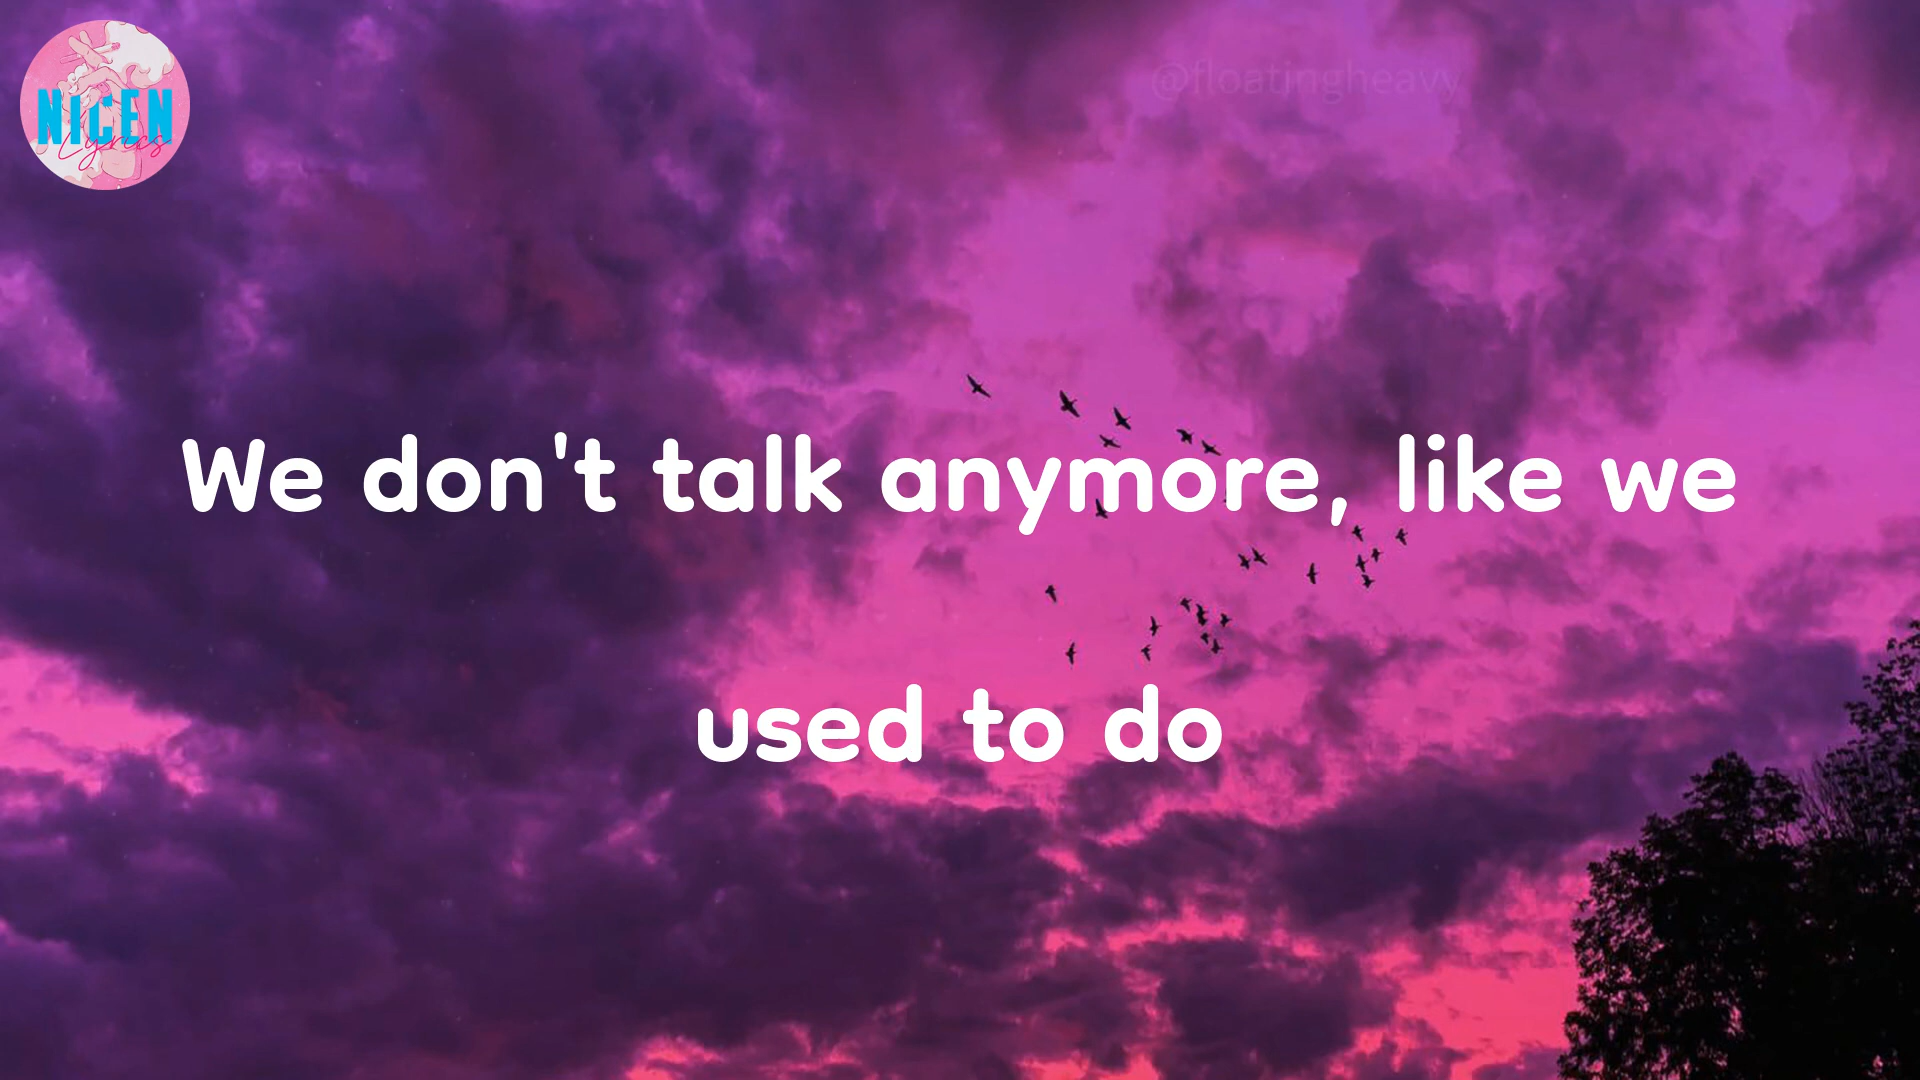 NICEN
Lyrics
@floatingheavy
We don't talk anymore, like we
used to do